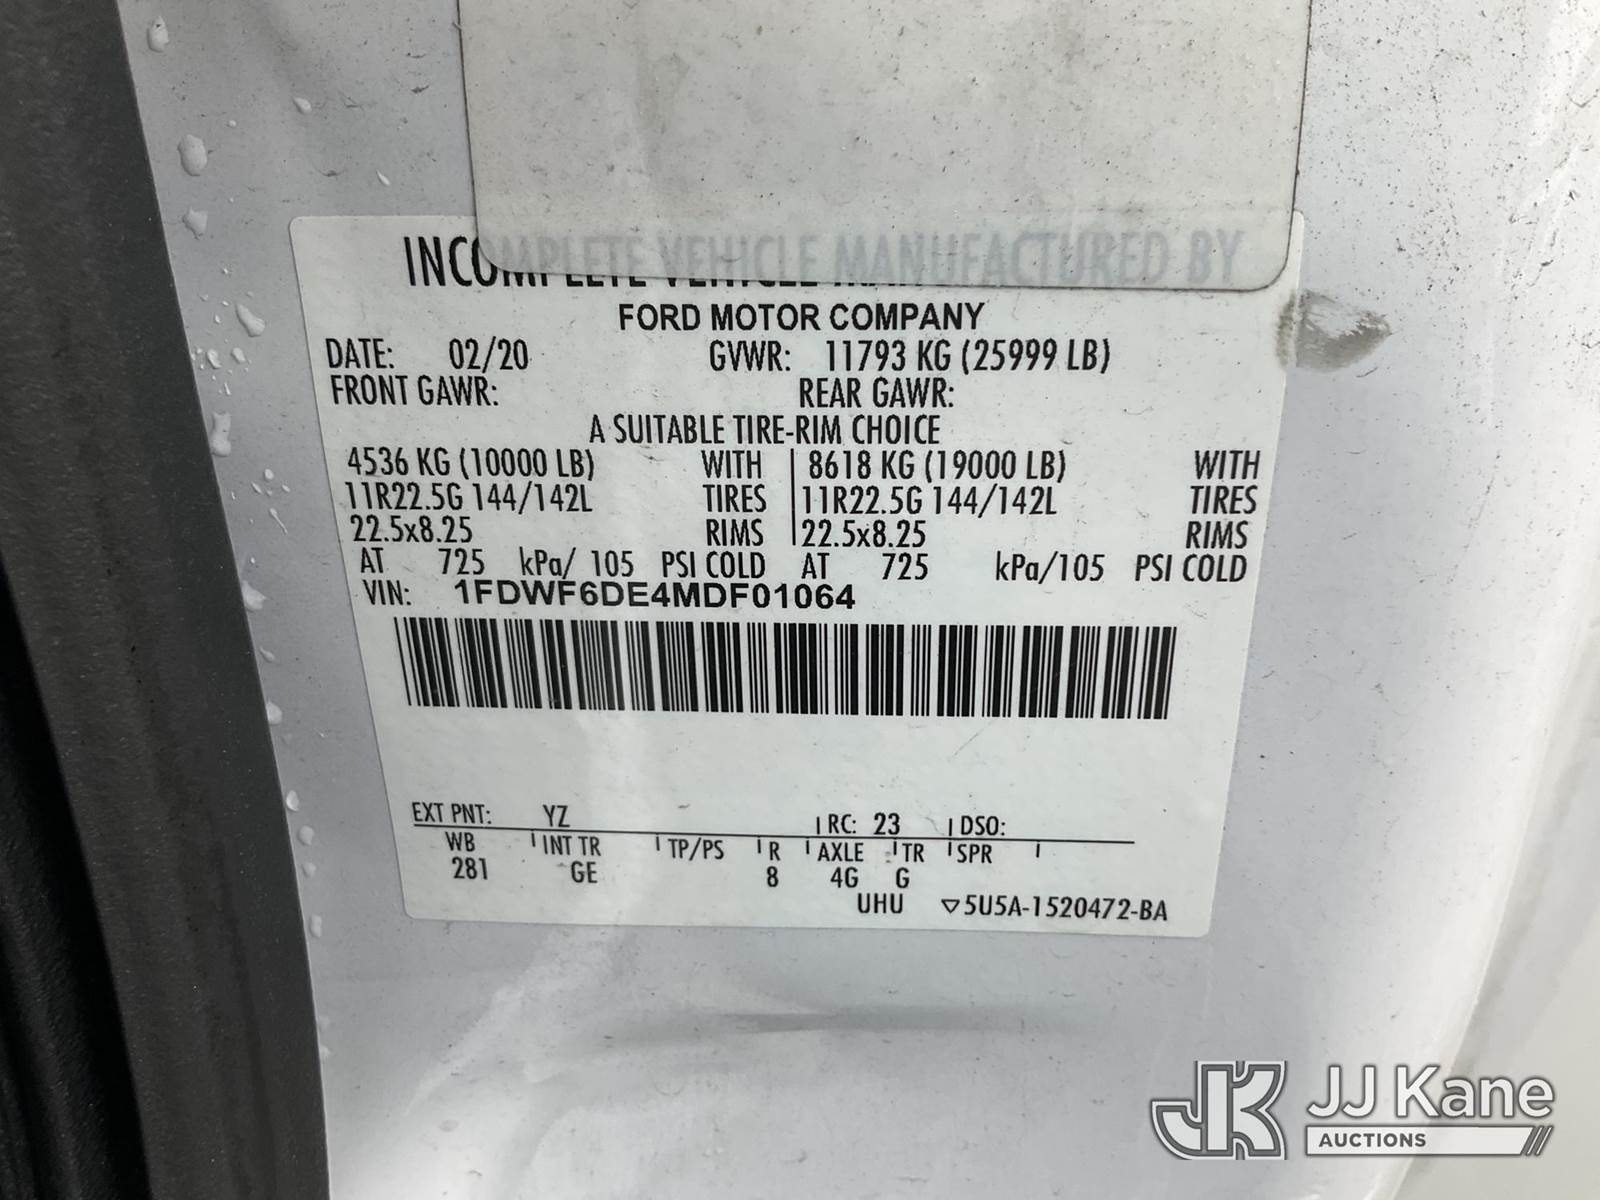 INCOMPLETE VEHICLE MANUFACTURED BY
FORD MOTOR COMPANY
DATE: 02/20 GVWR: 11793 KG (25999 LB)
FRONT GAWR: REAR GAWR:
A SUITABLE TIRE-RIM CHOICE
4536 KG (10000 LB) WITH 8618 KG (19000 LB) WITH
11R22.5G 144/142L TIRES 11R22.5G 144/142L TIRES
22.5x8.25 RIMS 22.5x8.25 RIMS
AT 725 kPa/ 105 PSI COLD AT 725 kPa/105 PSI COLD
VIN: 1FDWF6DE4MDF01064
EXT PNT: YZ RC: 23 DSO:
WB INT TR TP/PS R AXLE TR SPR
281 GE 8 4G G
UHU ▽5U5A-1520472-BA
JK JJ Kane
AUCTIONS